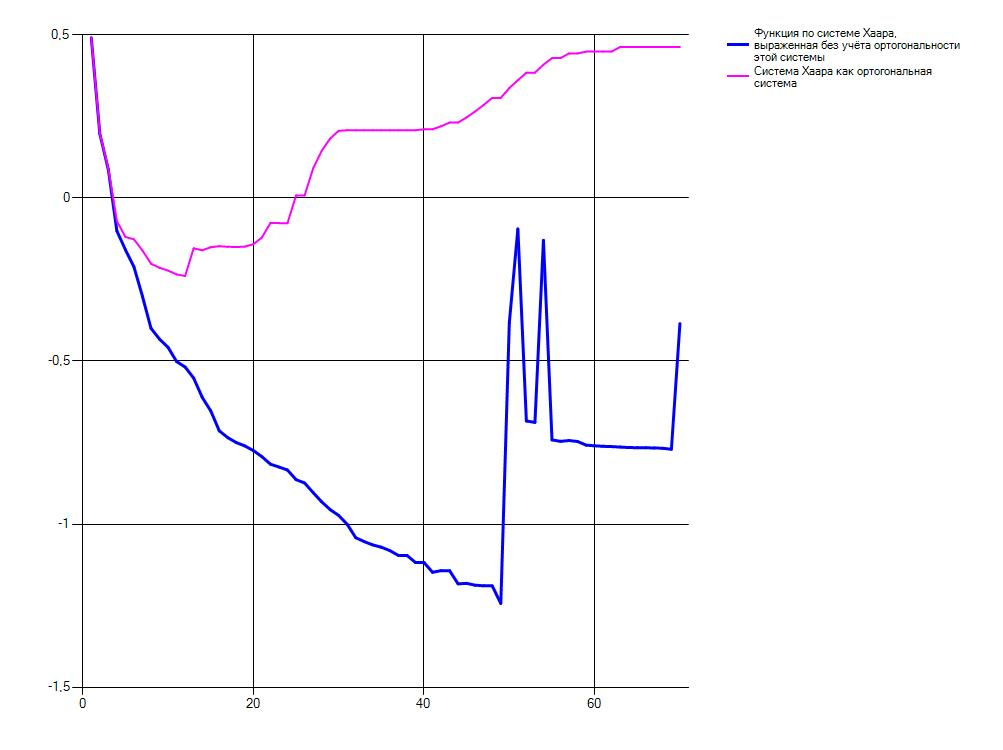 0,5
0
-0,5
-1
-1,5
0
20
40
60
Функция по системе Хаара,
выраженная без учёта ортогональности
этой системы
Система Хаара как ортогональная
система